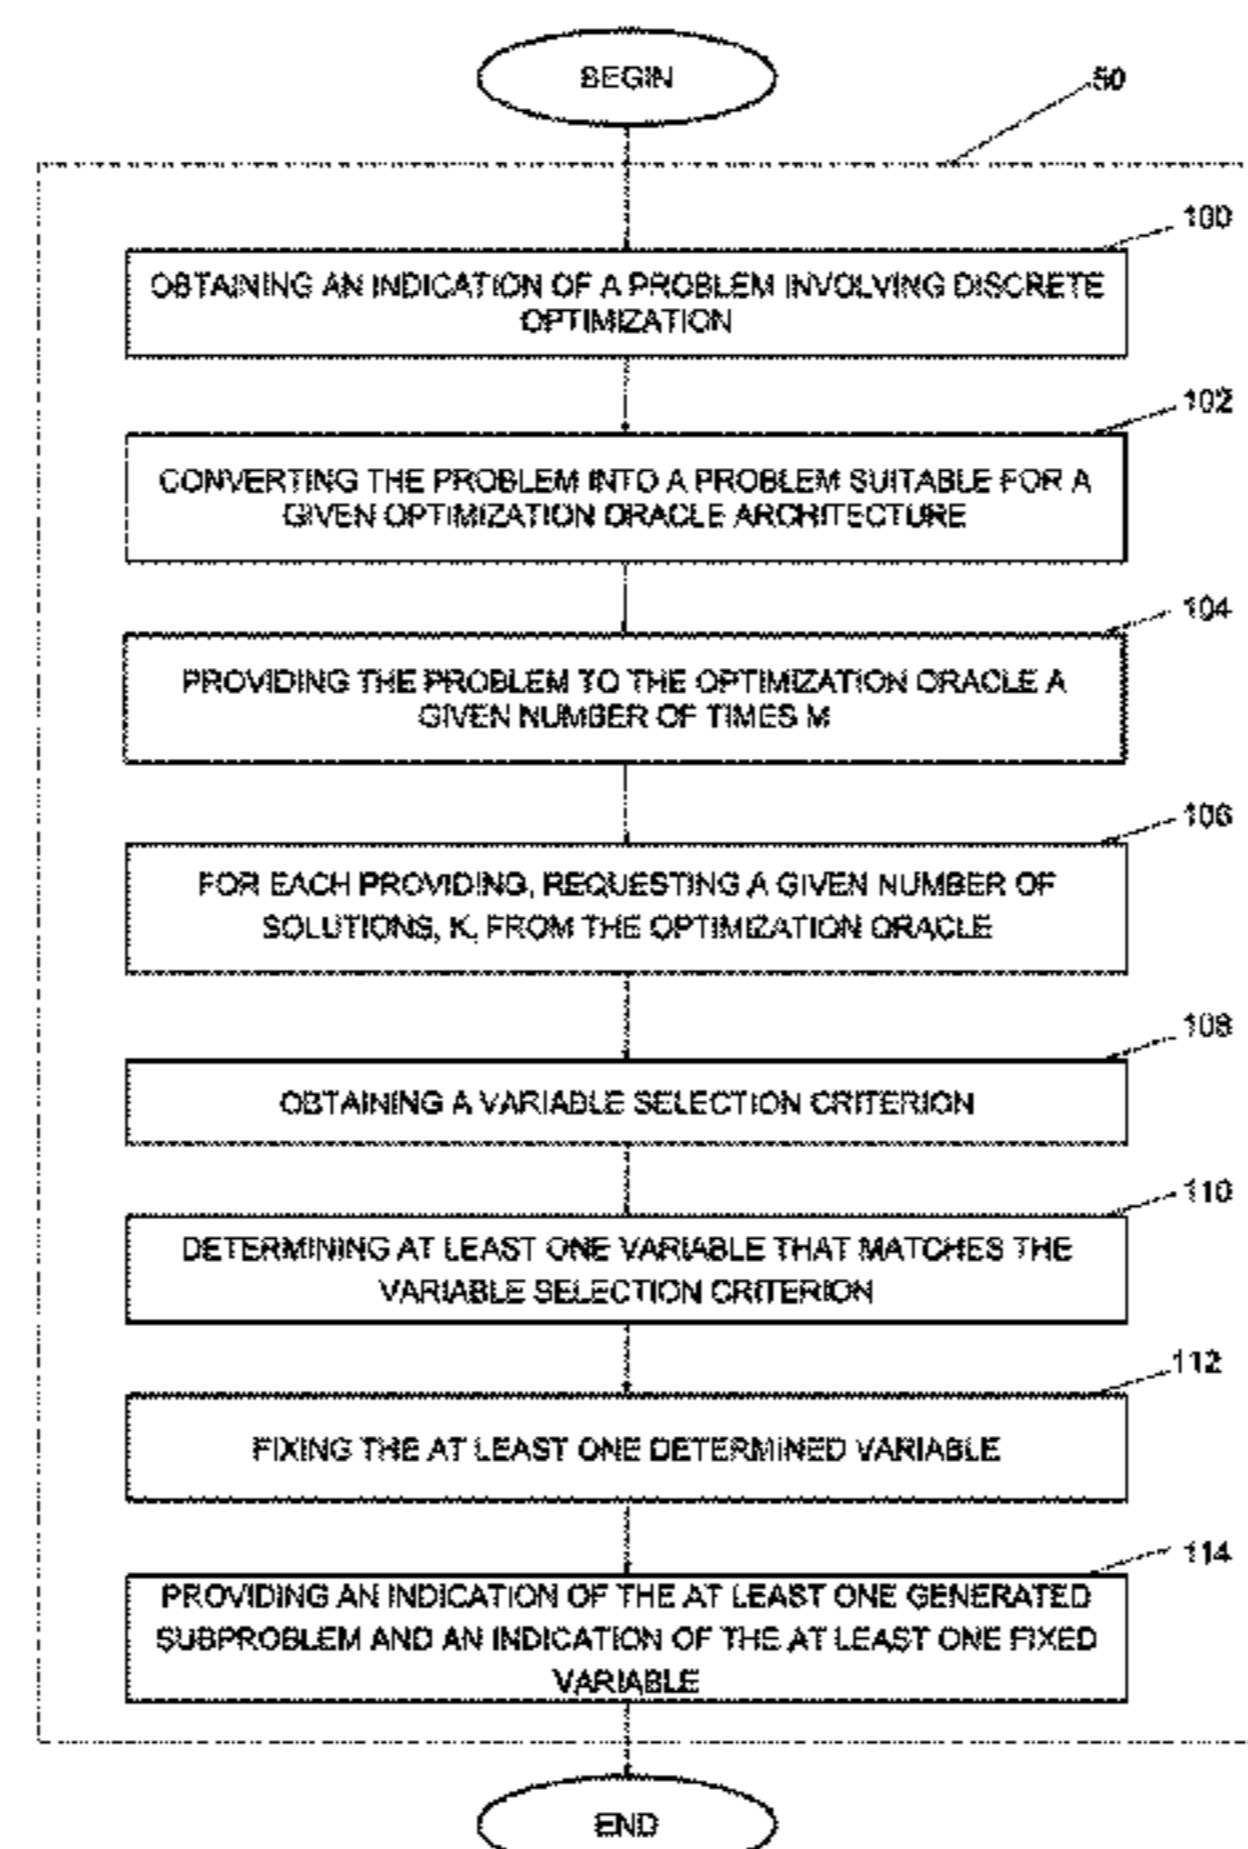 BEGIN
50
100
OBTAINING AN INDICATION OF A PROBLEM INVOLVING DISCRETE
OPTIMIZATION
102
CONVERTING THE PROBLEM INTO A PROBLEM SUITABLE FOR A
GIVEN OPTIMIZATION ORACLE ARCHITECTURE
104
PROVIDING THE PROBLEM TO THE OPTIMIZATION ORACLE A
GIVEN NUMBER OF TIMES M
106
FOR EACH PROVIDING, REQUESTING A GIVEN NUMBER OF
SOLUTIONS, K, FROM THE OPTIMIZATION ORACLE
108
OBTAINING A VARIABLE SELECTION CRITERION
110
DETERMINING AT LEAST ONE VARIABLE THAT MATCHES THE
VARIABLE SELECTION CRITERION
112
FIXING THE AT LEAST ONE DETERMINED VARIABLE
114
PROVIDING AN INDICATION OF THE AT LEAST ONE GENERATED
SUBPROBLEM AND AN INDICATION OF THE AT LEAST ONE FIXED
VARIABLE
END